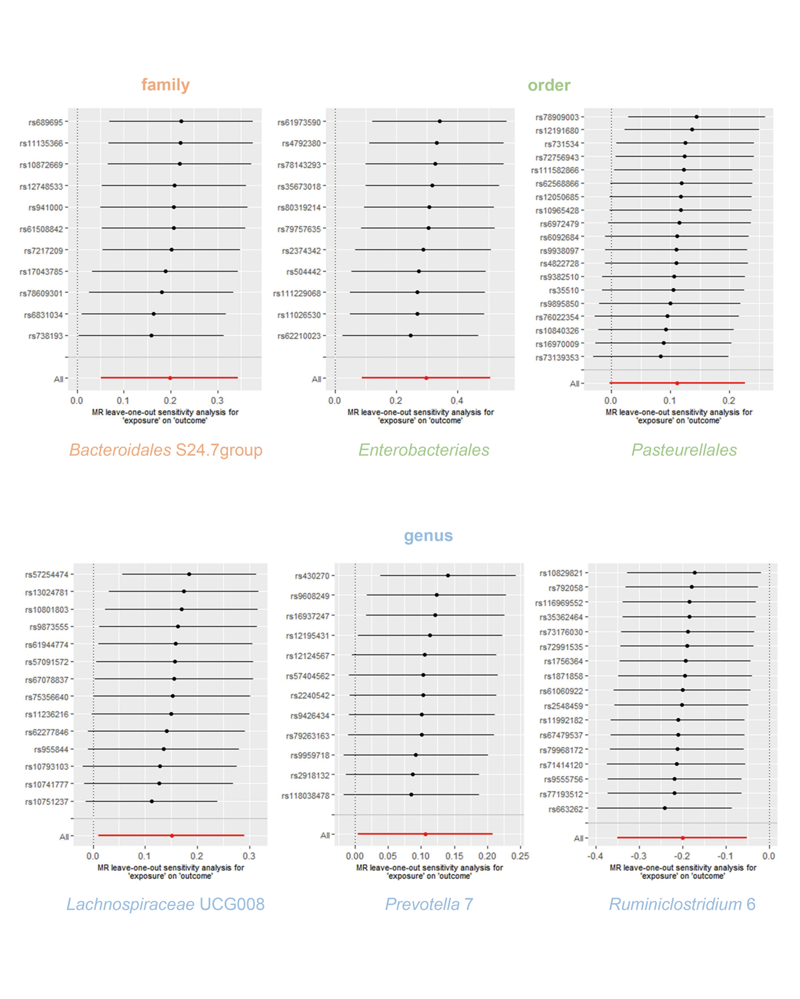 family
order
rs689695
rs11135366
rs10872669
rs12748533
rs941000
rs61508842
rs7217209
rs17043785
rs78609301
rs6831034
rs738193
All
0.0 0.1 0.2 0.3
MR leave-one-out sensitivity analysis for
'exposure' on 'outcome'
Bacteroidales S24.7group
rs61973590
rs4792380
rs78143293
rs35673018
rs80319214
rs79757635
rs2374342
rs504442
rs111229068
rs11026530
rs62210023
All
0.0 0.2 0.4
MR leave-one-out sensitivity analysis for
'exposure' on 'outcome'
Enterobacteriales
rs78909003
rs12191680
rs731534
rs72756943
rs111582866
rs62568866
rs12050685
rs10965428
rs6972479
rs6092684
rs9938097
rs4822728
rs9382510
rs35510
rs9895850
rs76022354
rs10840326
rs16970009
rs73139353
All
0.0 0.1 0.2
MR leave-one-out sensitivity analysis for
'exposure' on 'outcome'
Pasteurellales
genus
rs57254474
rs13024781
rs10801803
rs9873555
rs61944774
rs57091572
rs67078837
rs75356640
rs11236216
rs62277846
rs955844
rs10793103
rs10741777
rs10751237
All
0.0 0.1 0.2 0.3
MR leave-one-out sensitivity analysis for
'exposure' on 'outcome'
Lachnospiraceae UCG008
rs430270
rs9608249
rs16937247
rs12195431
rs12124567
rs57404562
rs2240542
rs9426434
rs79263163
rs9959718
rs2918132
rs118038478
All
0.00 0.05 0.10 0.15 0.20 0.25
MR leave-one-out sensitivity analysis for
'exposure' on 'outcome'
Prevotella 7
rs10829821
rs792058
rs116969552
rs35362464
rs73176030
rs72991535
rs1756364
rs1871858
rs61060922
rs2548459
rs11992182
rs67479537
rs79968172
rs71414120
rs9555756
rs77193512
rs663262
All
-0.4 -0.3 -0.2 -0.1 0.0
MR leave-one-out sensitivity analysis for
'exposure' on 'outcome'
Ruminiclostridium 6